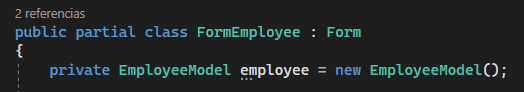 2 referencias
public partial class FormEmployee : Form
{
private EmployeeModel employee = new EmployeeModel();